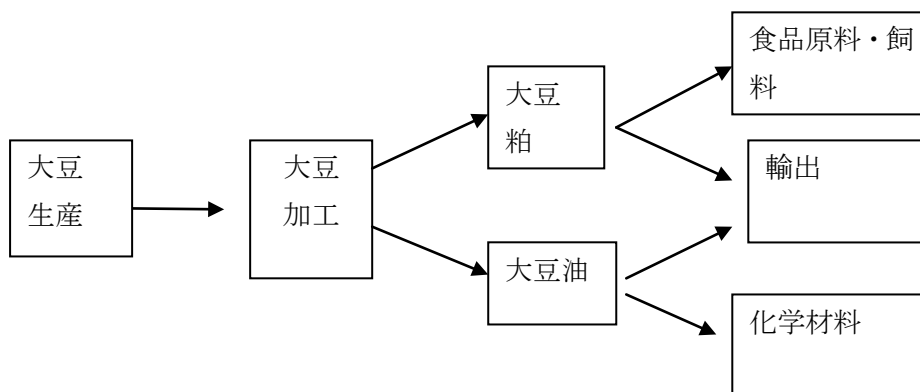 大豆
生産
大豆
加工
大豆
粕
大豆油
食品原料・飼
料
輸出
化学材料